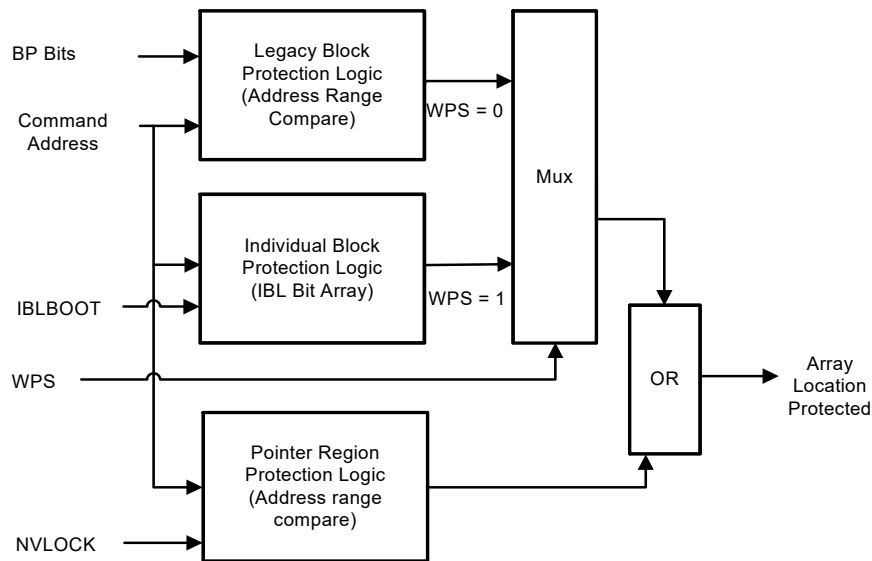 BP Bits
Command
Address
Legacy Block
Protection Logic
(Address Range
Compare)
WPS = 0
Mux
Individual Block
Protection Logic
(IBL Bit Array)
WPS = 1
IBLBOOT
WPS
OR
Array
Location
Protected
Pointer Region
Protection Logic
(Address range
compare)
NVLOCK